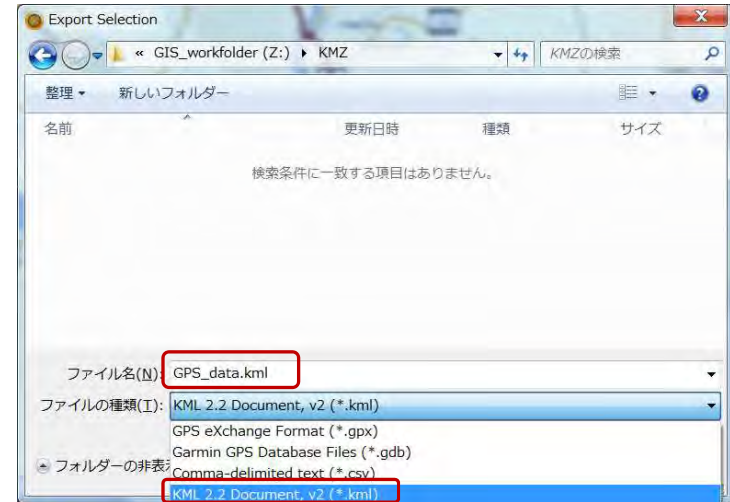 Export Selection
« GIS_workfolder (Z:) ▸ KMZ
KMZの検索
整理 ▾ 新しいフォルダー
名前 更新日時 種類 サイズ
検索条件に一致する項目はありません。
ファイル名(N): GPS_data.kml
ファイルの種類(T): KML 2.2 Document, v2 (*.kml)
GPS eXchange Format (*.gpx)
Garmin GPS Database Files (*.gdb)
フォルダーの非表示
Comma-delimited text (*.csv)
KML 2.2 Document, v2 (*.kml)